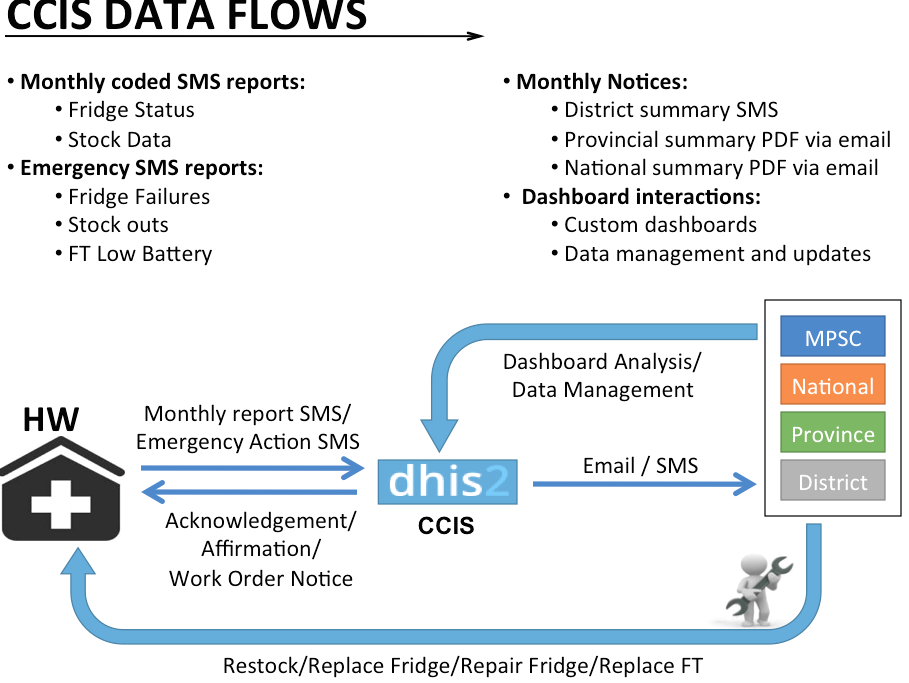 CCIS DATA FLOWS
• Monthly coded SMS reports:
• Fridge Status
• Stock Data
• Emergency SMS reports:
• Fridge Failures
• Stock outs
• FT Low Battery
• Monthly Notices:
• District summary SMS
• Provincial summary PDF via email
• National summary PDF via email
• Dashboard interactions:
• Custom dashboards
• Data management and updates
MPSC
National
Province
District
Dashboard Analysis/
Data Management
HW
Monthly report SMS/
Emergency Action SMS
dhis2
CCIS
Email / SMS
Acknowledgement/
Affirmation/
Work Order Notice
Restock/Replace Fridge/Repair Fridge/Replace FT